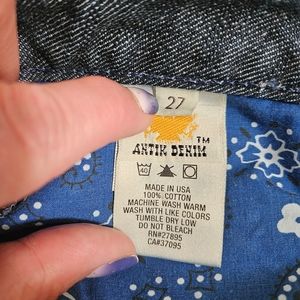 27
TM
ANTIK DENIM
40
MADE IN USA
100% COTTON
MACHINE WASH WARM
WASH WITH LIKE COLORS
TUMBLE DRY LOW
DO NOT BLEACH
RN#27895
CA#37095